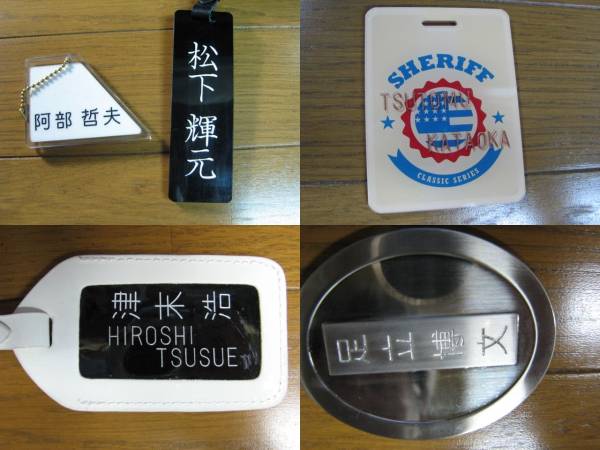 阿部 哲夫
松下 輝元
SHERIFF
TSUTOMU
KATAOKA
CLASSIC SERIES
津末浩
HIROSHI
TSUSUE
足立博文